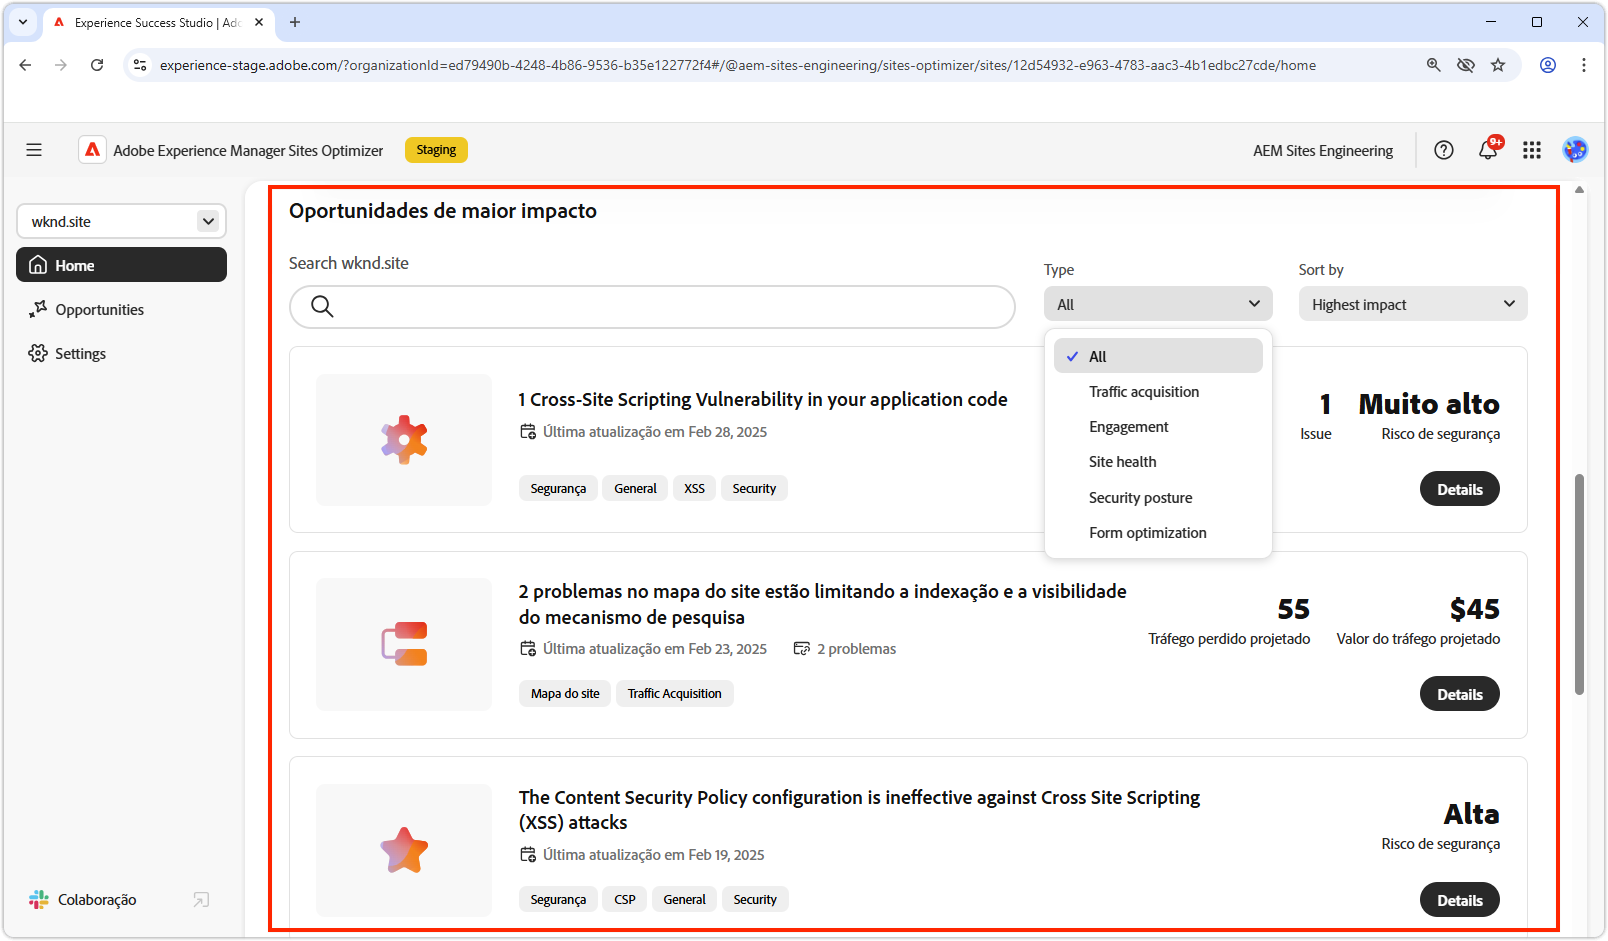 Experience Success Studio | Ado
experience-stage.adobe.com/?organizationId=ed79490b-4248-4b86-9536-b35e122772f4#/@aem-sites-engineering/sites-optimizer/sites/12d54932-e963-4783-aac3-4b1edbc27cde/home
Adobe Experience Manager Sites Optimizer
Staging
AEM Sites Engineering
9+
wknd.site
Home
Opportunities
Settings
Colaboração
Oportunidades de maior impacto
Search wknd.site
Type
All
Sort by
Highest impact
All
Traffic acquisition
Engagement
Site health
Security posture
Form optimization
1 Cross-Site Scripting Vulnerability in your application code
Última atualização em Feb 28, 2025
Segurança General XSS Security
1 Muito alto
Issue Risco de segurança
Details
2 problemas no mapa do site estão limitando a indexação e a visibilidade
do mecanismo de pesquisa
Última atualização em Feb 23, 2025 2 problemas
Mapa do site Traffic Acquisition
55 $45
Tráfego perdido projetado Valor do tráfego projetado
Details
The Content Security Policy configuration is ineffective against Cross Site Scripting
(XSS) attacks
Última atualização em Feb 19, 2025
Segurança CSP General Security
Alta
Risco de segurança
Details